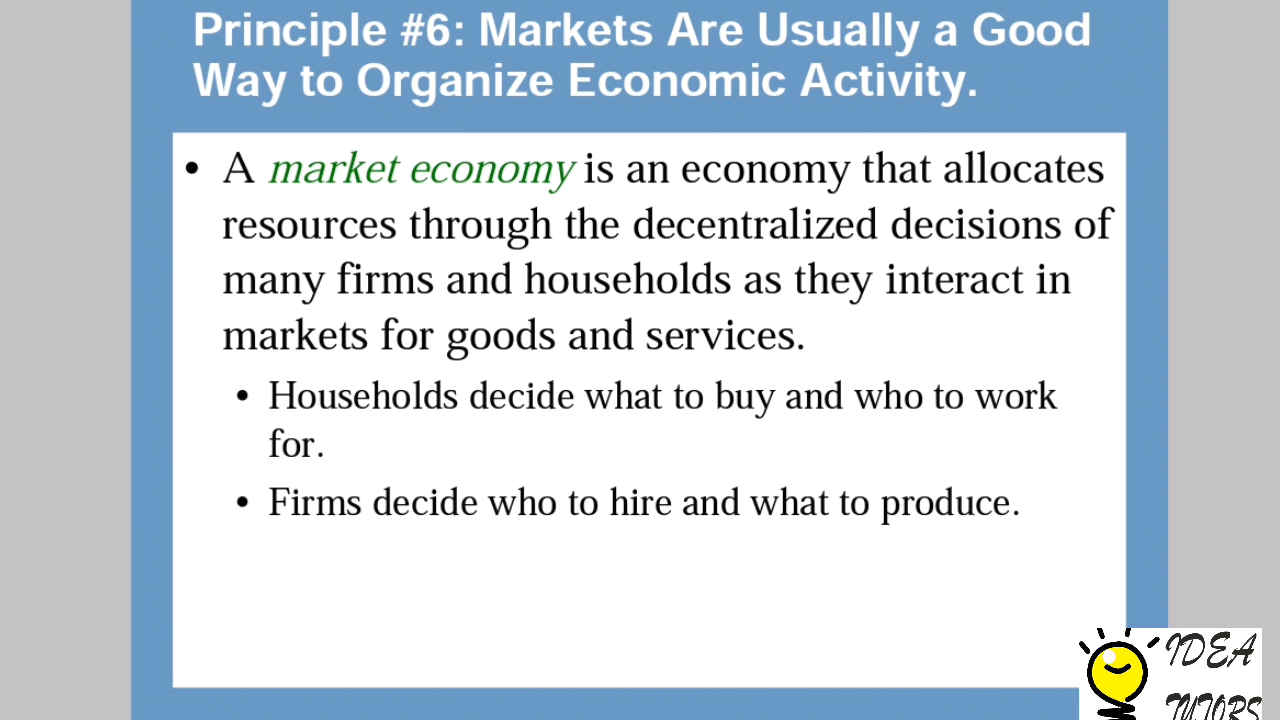 Principle #6: Markets Are Usually a Good
Way to Organize Economic Activity.
• A market economy is an economy that allocates
resources through the decentralized decisions of
many firms and households as they interact in
markets for goods and services.
• Households decide what to buy and who to work
for.
• Firms decide who to hire and what to produce.
IDEA
TUTORS